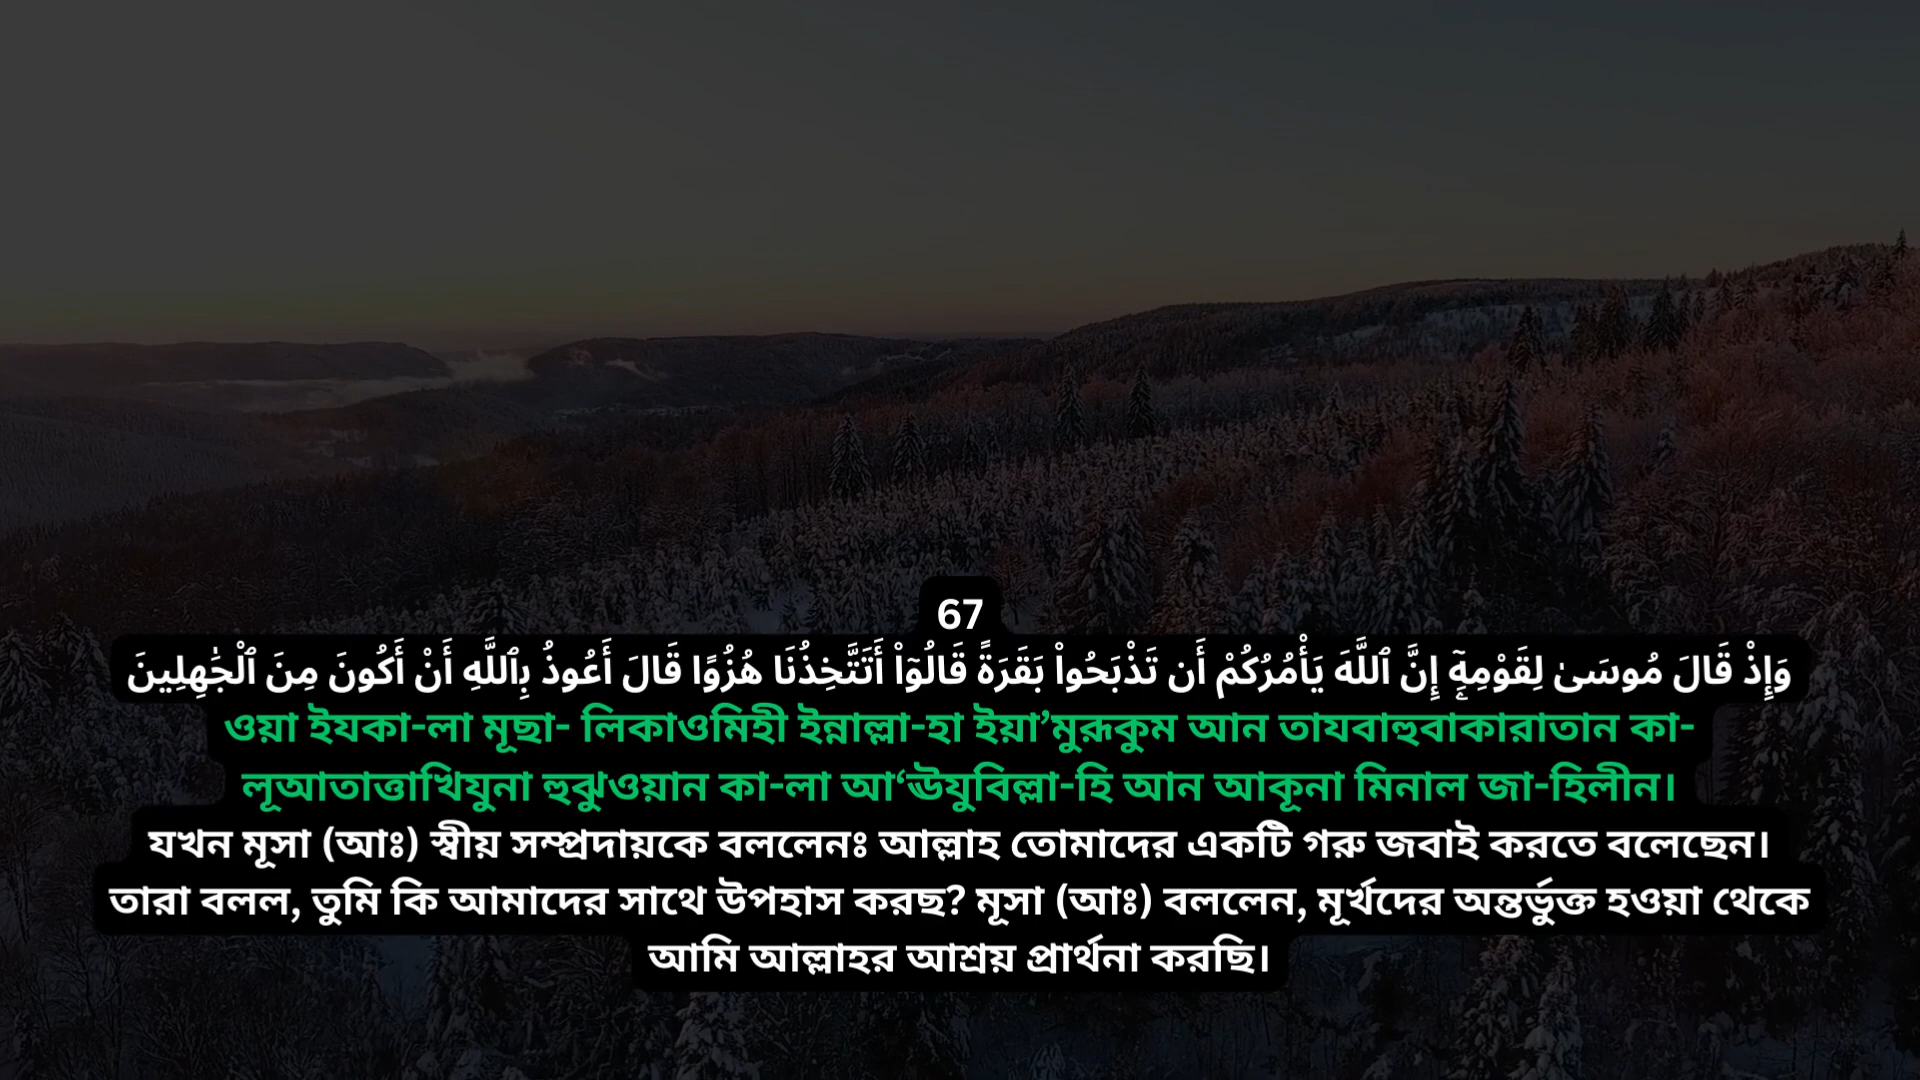 67
وَإِذْ قَالَ مُوسَىٰ لِقَوْمِهِۦٓ إِنَّ ٱللَّهَ يَأْمُرُكُمْ أَن تَذْبَحُوا۟ بَقَرَةً قَالُوٓا۟ أَتَتَّخِذُنَا هُزُوًا قَالَ أَعُوذُ بِٱللَّهِ أَنْ أَكُونَ مِنَ ٱلْجَٰهِلِينَ
ওয়া ইযকা-লা মূছা- লিকাওমিহী ইন্নাল্লা-হা ইয়া’মুরূকুম আন তাযবাহুবাকারাতান কা-
লূআতাত্তাখিযুনা হুঝুওয়ান কা-লা আ‘ঊযুবিল্লা-হি আন আকূনা মিনাল জা-হিলীন।
যখন মূসা (আঃ) স্বীয় সম্প্রদায়কে বললেনঃ আল্লাহ তোমাদের একটি গরু জবাই করতে বলেছেন।
তারা বলল, তুমি কি আমাদের সাথে উপহাস করছ? মূসা (আঃ) বললেন, মূর্খদের অন্তর্ভুক্ত হওয়া থেকে
আমি আল্লাহর আশ্রয় প্রার্থনা করছি।